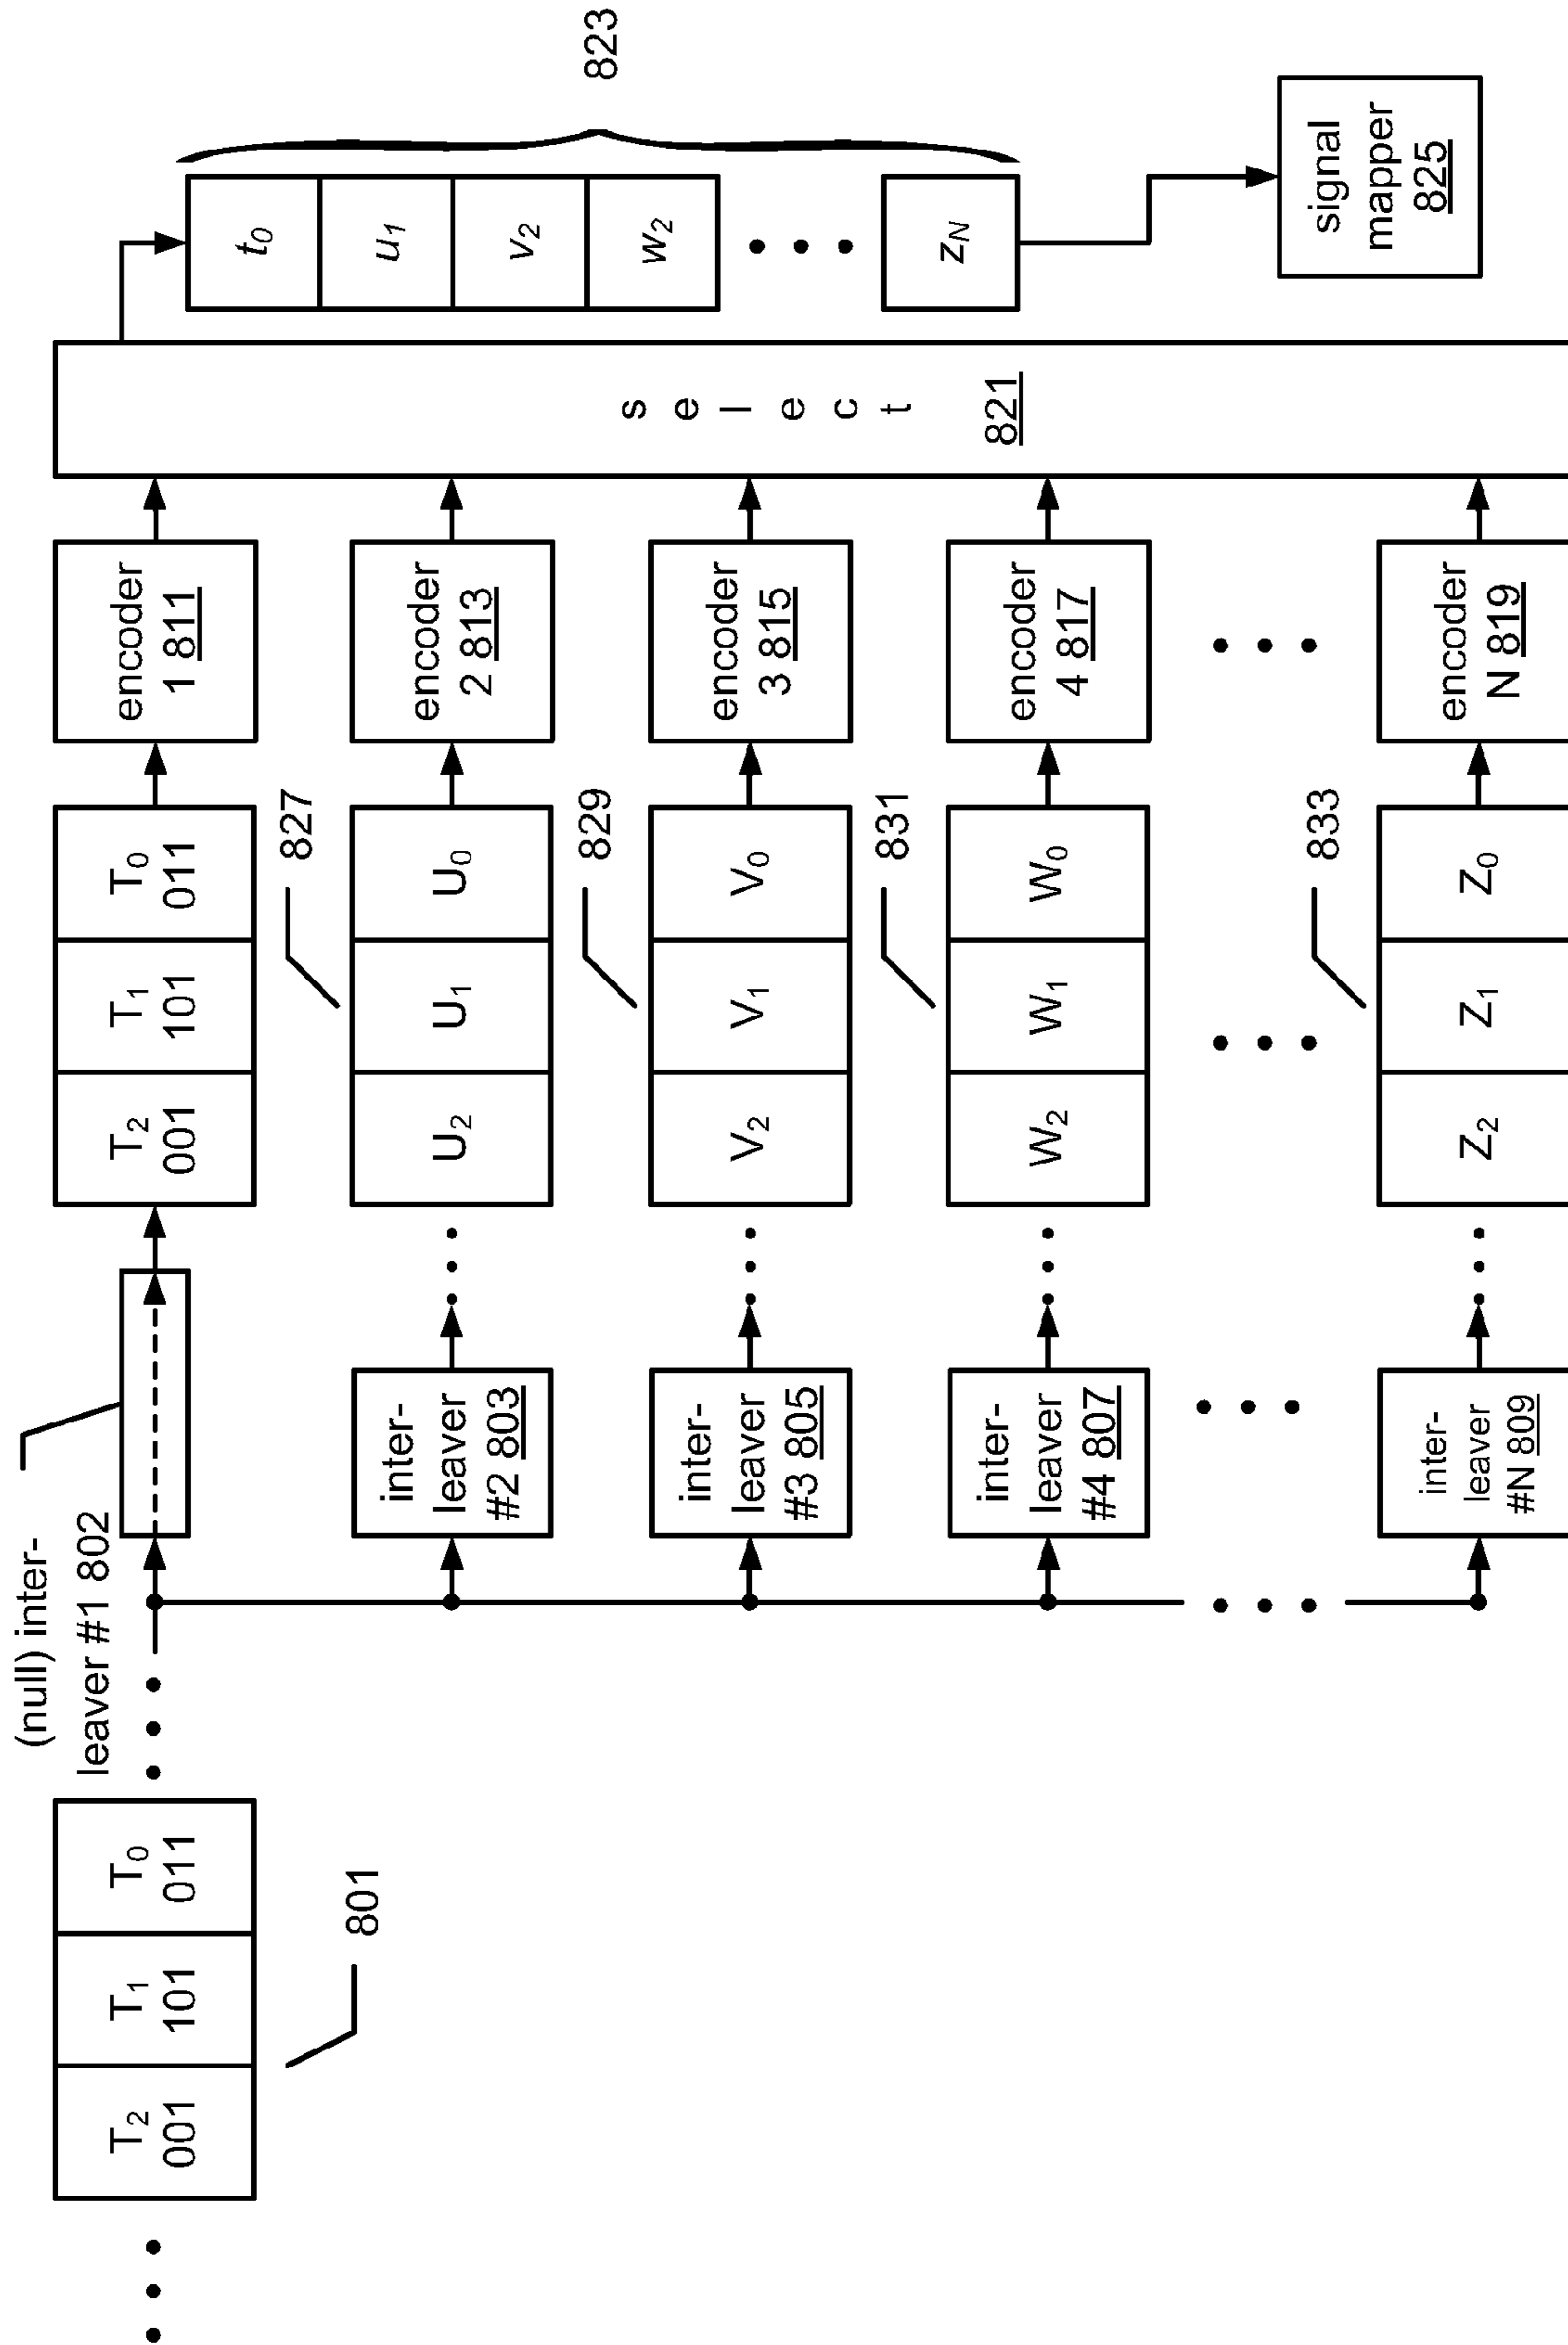 (null) inter-
leaver #1 802
T2
001
T1
101
T0
011
801
T2
001
T1
101
T0
011
encoder
1 811
inter-
leaver
#2 803
U2
U1
U0
827
encoder
2 813
inter-
leaver
#3 805
V2
V1
V0
829
encoder
3 815
inter-
leaver
#4 807
W2
W1
W0
831
encoder
4 817
inter-
leaver
#N 809
Z2
Z1
Z0
833
encoder
N 819
select
821
t0
u1
v2
w2
zN
823
signal
mapper
825